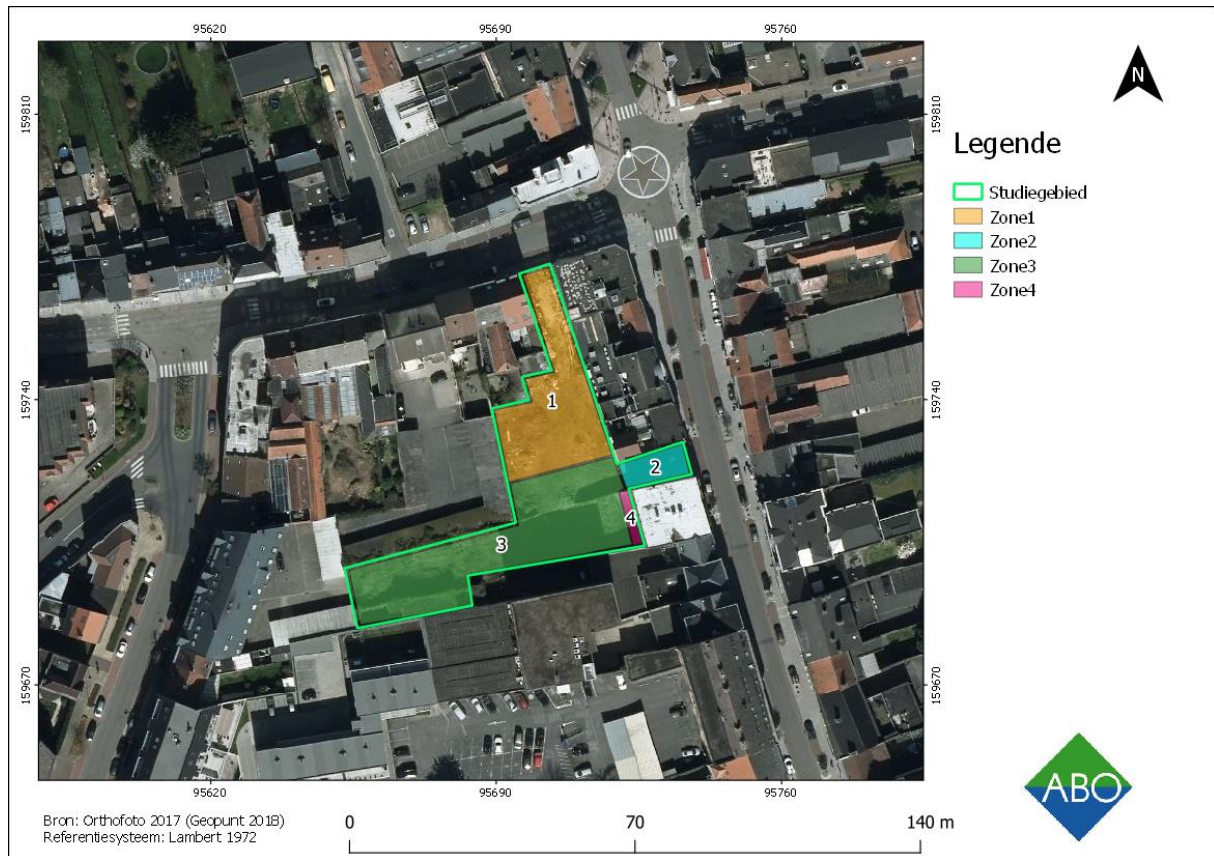 95620 95690 95760
159810 159810
N
Legende
Studiegebied
Zone1
Zone2
Zone3
Zone4
159740 159740
1
2
4
3
159670 159670
95620 95690 95760
ABO
Bron: Orthofoto 2017 (Geopunt 2018)
Referentiesysteem: Lambert 1972
0 70 140 m